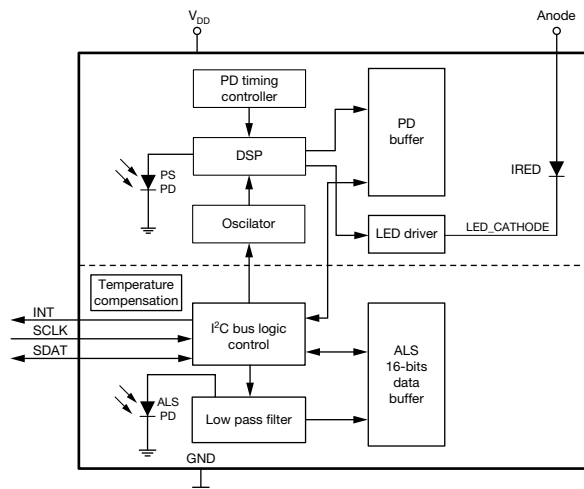 V_DD
Anode
PD timing
controller
PD
buffer
DSP
PS
PD
IRED
Oscilator
LED driver
LED_CATHODE
Temperature
compensation
INT
SCLK
SDAT
I²C bus logic
control
ALS
16-bits
data
buffer
ALS
PD
Low pass filter
GND